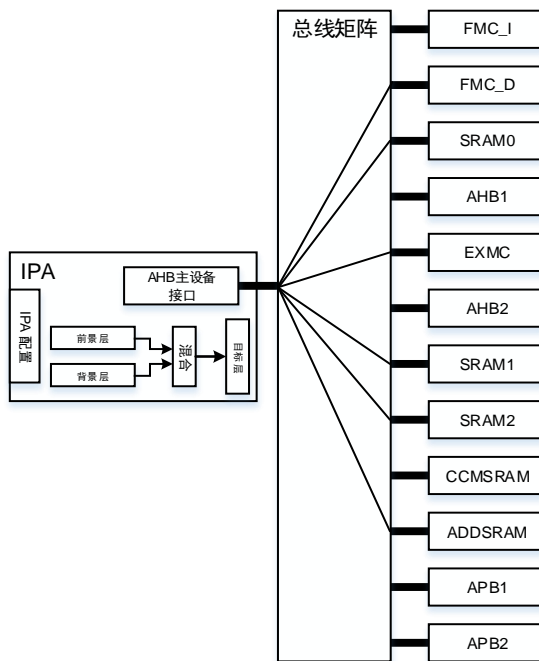 总线矩阵
FMC_I
FMC_D
SRAM0
AHB1
EXMC
AHB2
SRAM1
SRAM2
CCMSRAM
ADDSRAM
APB1
APB2
IPA
AHB主设备
接口
IPA 配置
前景层
背景层
混合
目标层